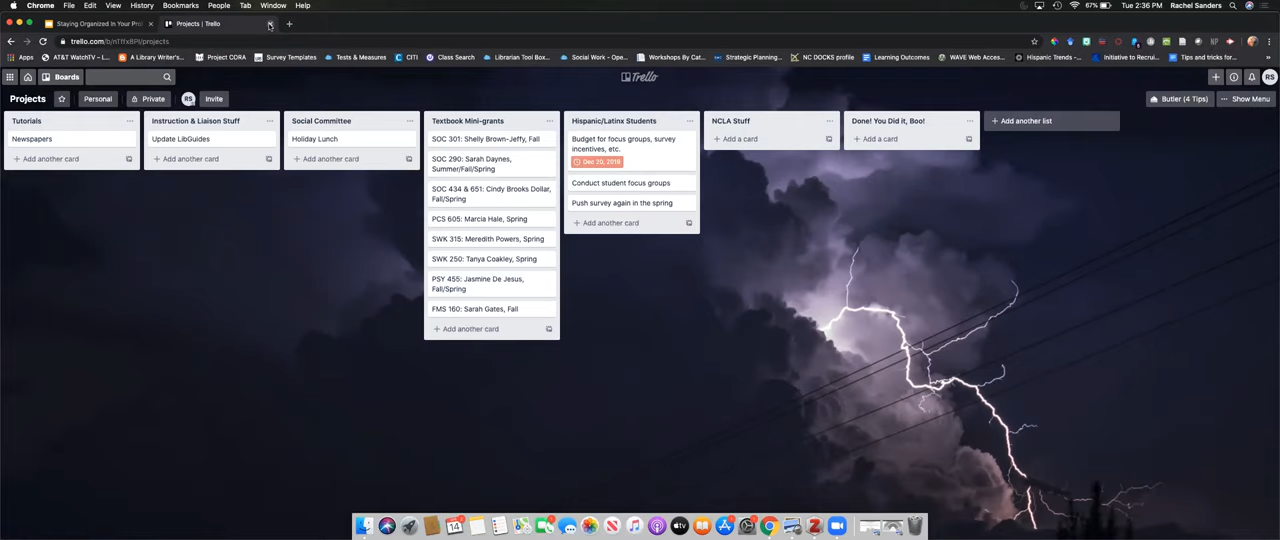 Chrome File Edit View History Bookmarks People Tab Window Help
67% Tue 2:36 PM Rachel Sanders
Staying Organized In Your Pro
Projects | Trello
Apps AT&T WatchTV - L... A Library Writer's... Project CORA Survey Templates Tests & Measures CITI Class Search Librarian Tool Box... Social Work - Ope... Workshops By Cat... Strategic Planning... NC DOCKS profile Learning Outcomes WAVE Web Access... Hispanic Trends -... Initiative to Recrui... Tips and tricks for...
Boards
Trello
RS
Projects Personal Private RS Invite Butler (4 Tips) Show Menu
Tutorials
Newspapers
+ Add another card
Instruction & Liaison Stuff
Update LibGuides
+ Add another card
Social Committee
Holiday Lunch
+ Add another card
Textbook Mini-grants
SOC 301: Shelly Brown-Jeffy, Fall
SOC 290: Sarah Daynes,
Summer/Fall/Spring
SOC 434 & 651: Cindy Brooks Dollar,
Fall/Spring
PCS 605: Marcia Hale, Spring
SWK 315: Meredith Powers, Spring
SWK 250: Tanya Coakley, Spring
PSY 455: Jasmine De Jesus,
Fall/Spring
FMS 160: Sarah Gates, Fall
+ Add another card
Hispanic/Latinx Students
Budget for focus groups, survey
incentives, etc.
Dec 20, 2019
Conduct student focus groups
Push survey again in the spring
+ Add another card
NCLA Stuff
+ Add a card
Done! You Did it, Boo!
+ Add a card
+ Add another list